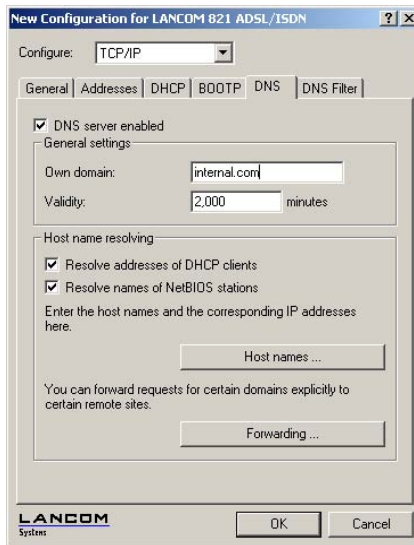 New Configuration for LANCOM 821 ADSL/ISDN
Configure: TCP/IP
General Addresses DHCP BOOTP DNS DNS Filter
DNS server enabled
General settings
Own domain: internal.com
Validity: 2,000 minutes
Host name resolving
Resolve addresses of DHCP clients
Resolve names of NetBIOS stations
Enter the host names and the corresponding IP addresses
here.
Host names ...
You can forward requests for certain domains explicitly to
certain remote sites.
Forwarding ...
LANCOM
Systems
OK Cancel